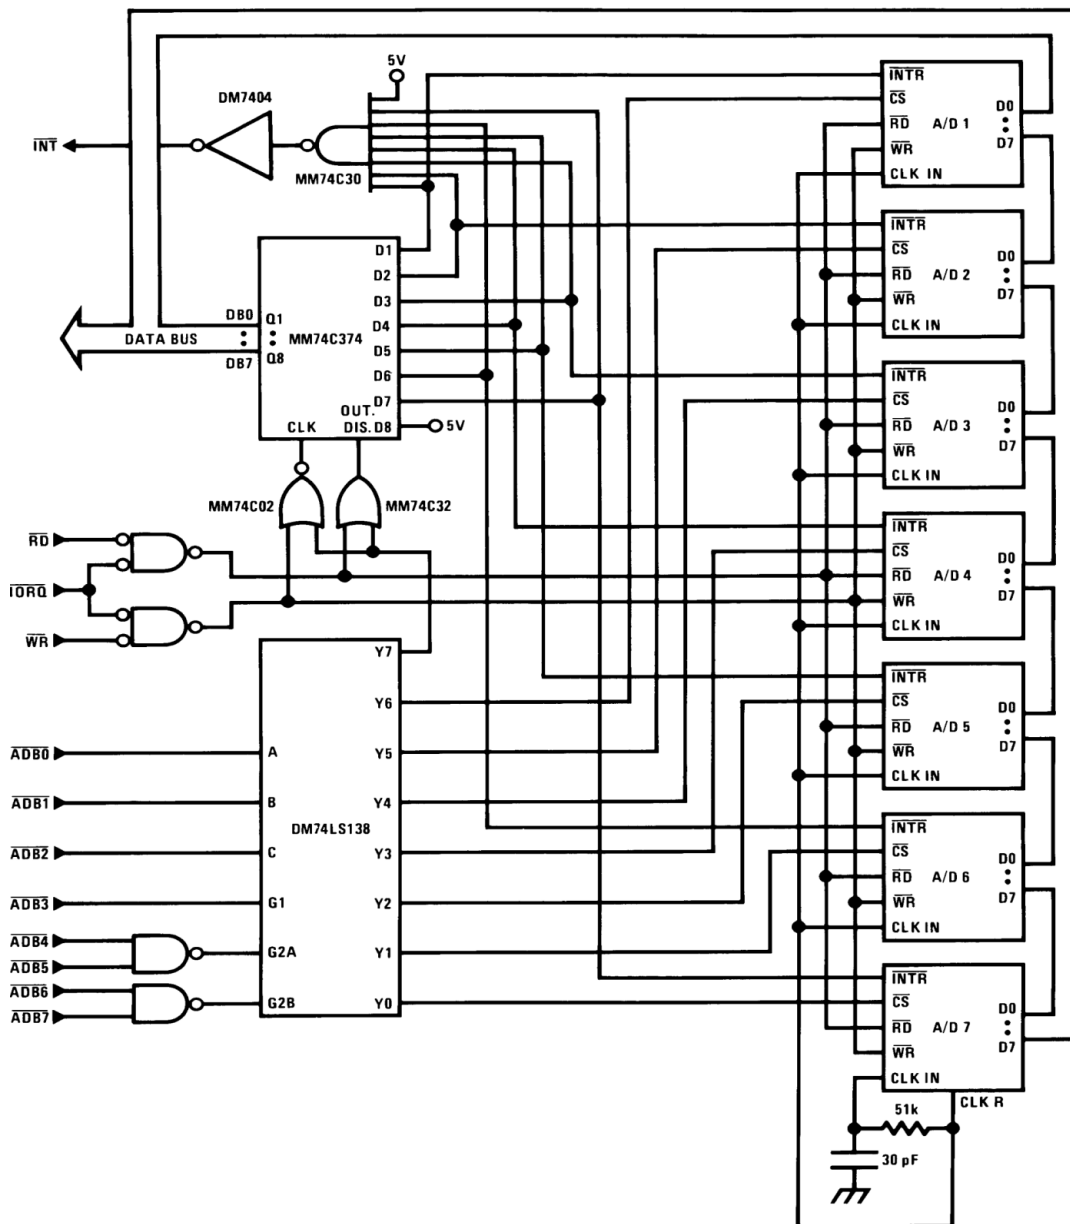 5V
DM7404
INT
MM74C30
D1
D2
D3
DB0
Q1
D4
DATA BUS
MM74C374
DB7
Q8
D5
D6
D7
OUT.
CLK
DIS.
D8
5V
MM74C02
MM74C32
RD
IORQ
WR
Y7
Y6
ADB0
A
Y5
ADB1
B
Y4
DM74LS138
ADB2
C
Y3
ADB3
G1
Y2
ADB4
G2A
Y1
ADB5
ADB6
G2B
Y0
ADB7
INTR
CS
D0
RD
A/D 1
D7
WR
CLK IN
INTR
CS
D0
RD
A/D 2
D7
WR
CLK IN
INTR
CS
D0
RD
A/D 3
D7
WR
CLK IN
INTR
CS
D0
RD
A/D 4
D7
WR
CLK IN
INTR
CS
D0
RD
A/D 5
D7
WR
CLK IN
INTR
CS
D0
RD
A/D 6
D7
WR
CLK IN
INTR
CS
D0
RD
A/D 7
D7
WR
CLK IN
CLK R
51k
30 pF